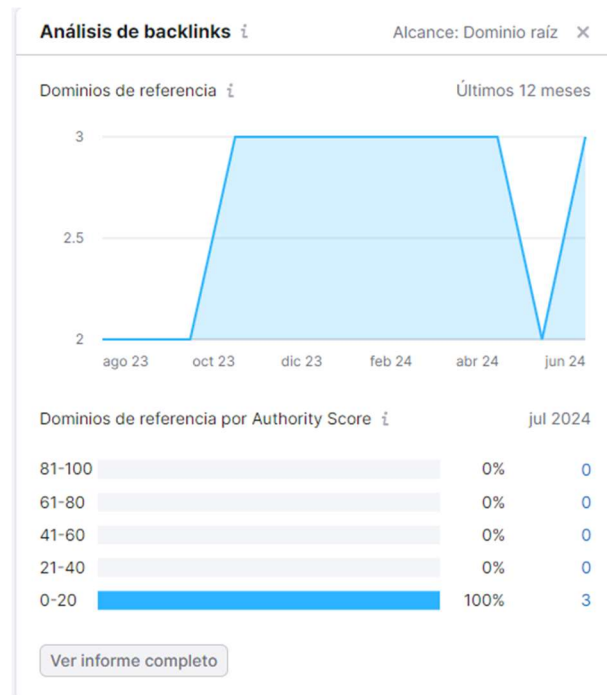 Análisis de backlinks i Alcance: Dominio raíz ×
Dominios de referencia i Últimos 12 meses
3
2.5
2
ago 23 oct 23 dic 23 feb 24 abr 24 jun 24
Dominios de referencia por Authority Score i jul 2024
81-100 0% 0
61-80 0% 0
41-60 0% 0
21-40 0% 0
0-20 100% 3
Ver informe completo